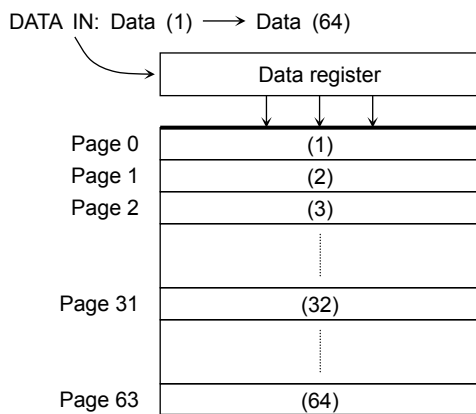 DATA IN: Data (1) Data (64)
Data register
Page 0 (1)
Page 1 (2)
Page 2 (3)
Page 31 (32)
Page 63 (64)